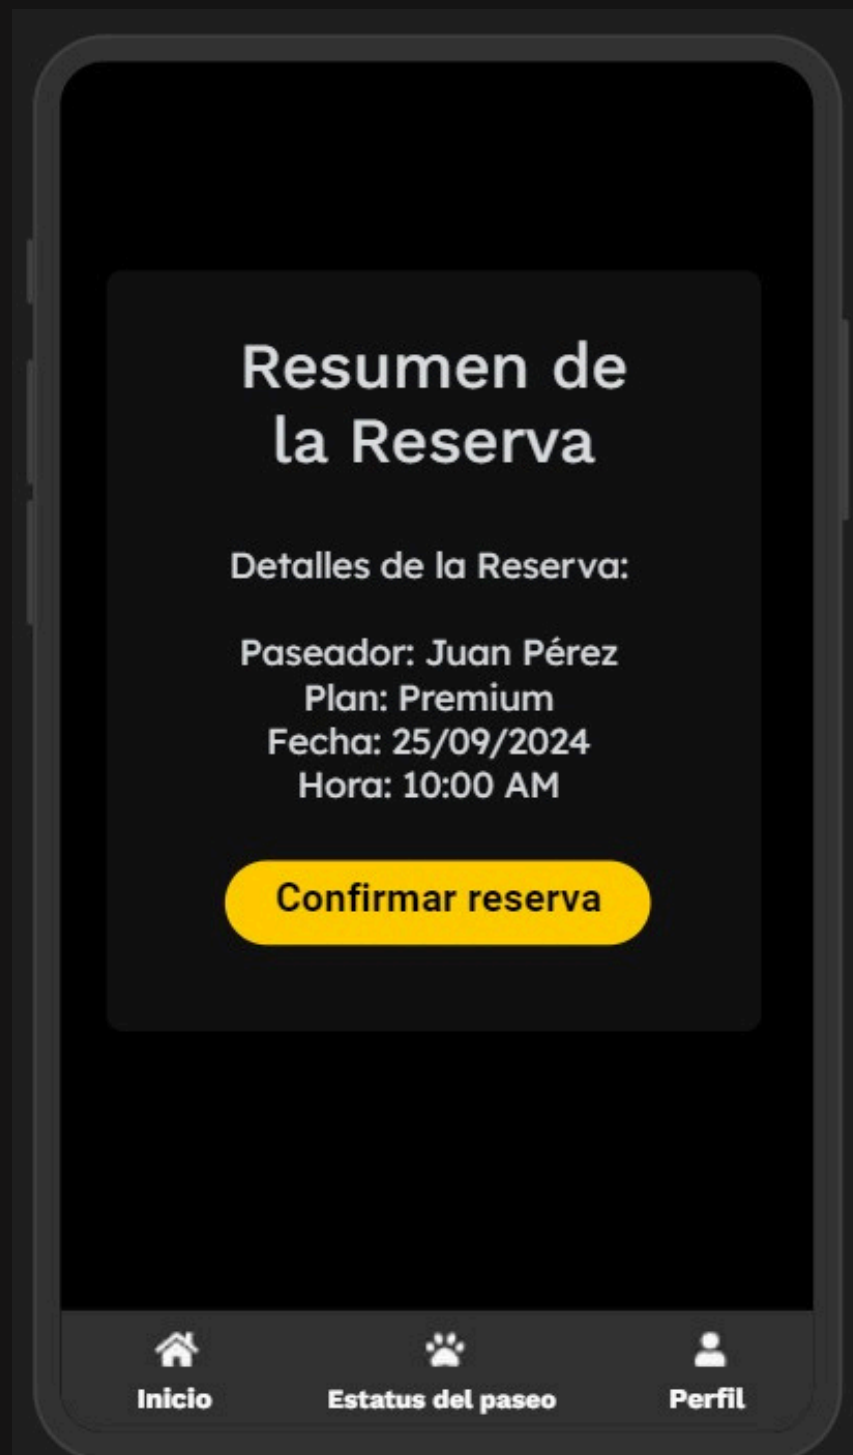 Resumen de
la Reserva
Detalles de la Reserva:
Paseador: Juan Pérez
Plan: Premium
Fecha: 25/09/2024
Hora: 10:00 AM
Confirmar reserva
Inicio
Estatus del paseo
Perfil